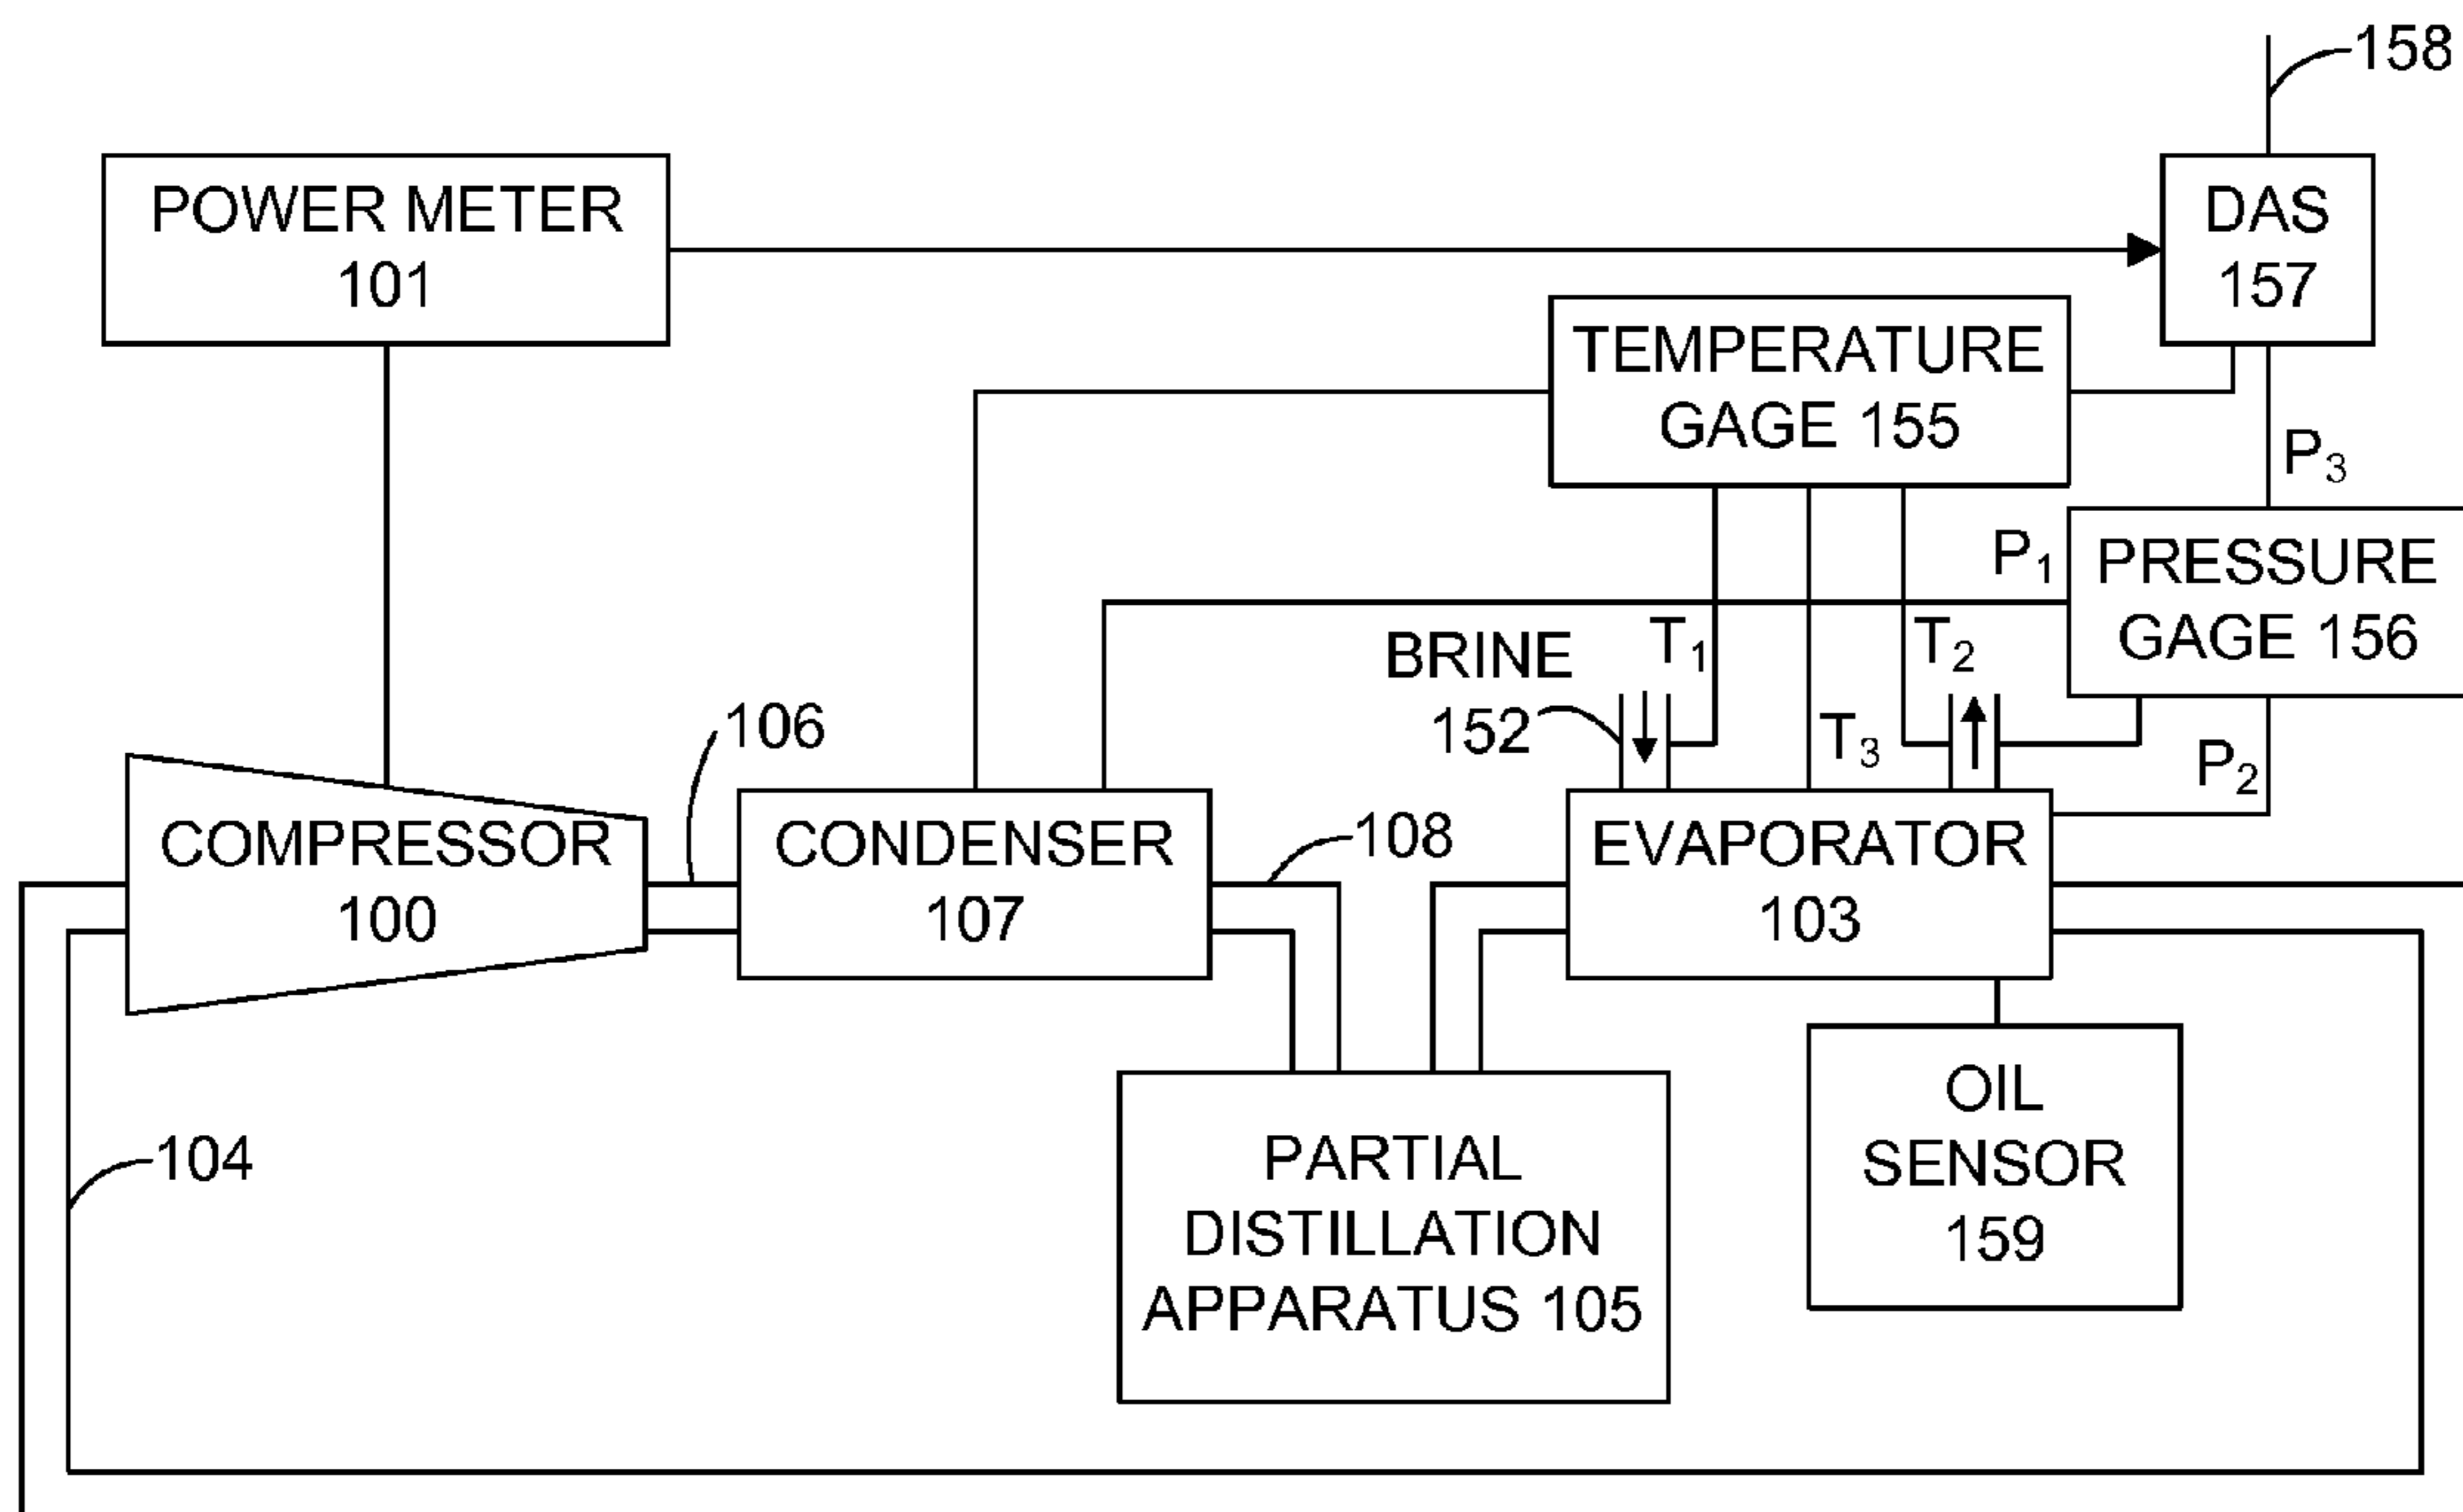 158
POWER METER
101
DAS
157
TEMPERATURE
GAGE 155
P3
P1
PRESSURE
GAGE 156
BRINE
152
T1
T2
T3
P2
106
COMPRESSOR
100
CONDENSER
107
108
EVAPORATOR
103
104
PARTIAL
DISTILLATION
APPARATUS 105
OIL
SENSOR
159